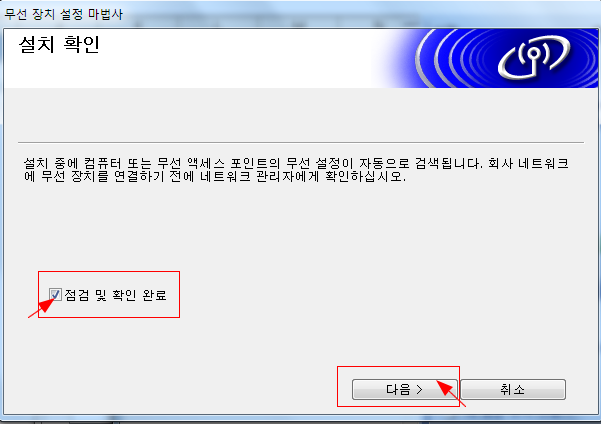 무선 장치 설정 마법사
설치 확인
설치 중에 컴퓨터 또는 무선 액세스 포인트의 무선 설정이 자동으로 검색됩니다. 회사 네트워크
에 무선 장치를 연결하기 전에 네트워크 관리자에게 확인하십시오.
점검 및 확인 완료
다음 >
취소